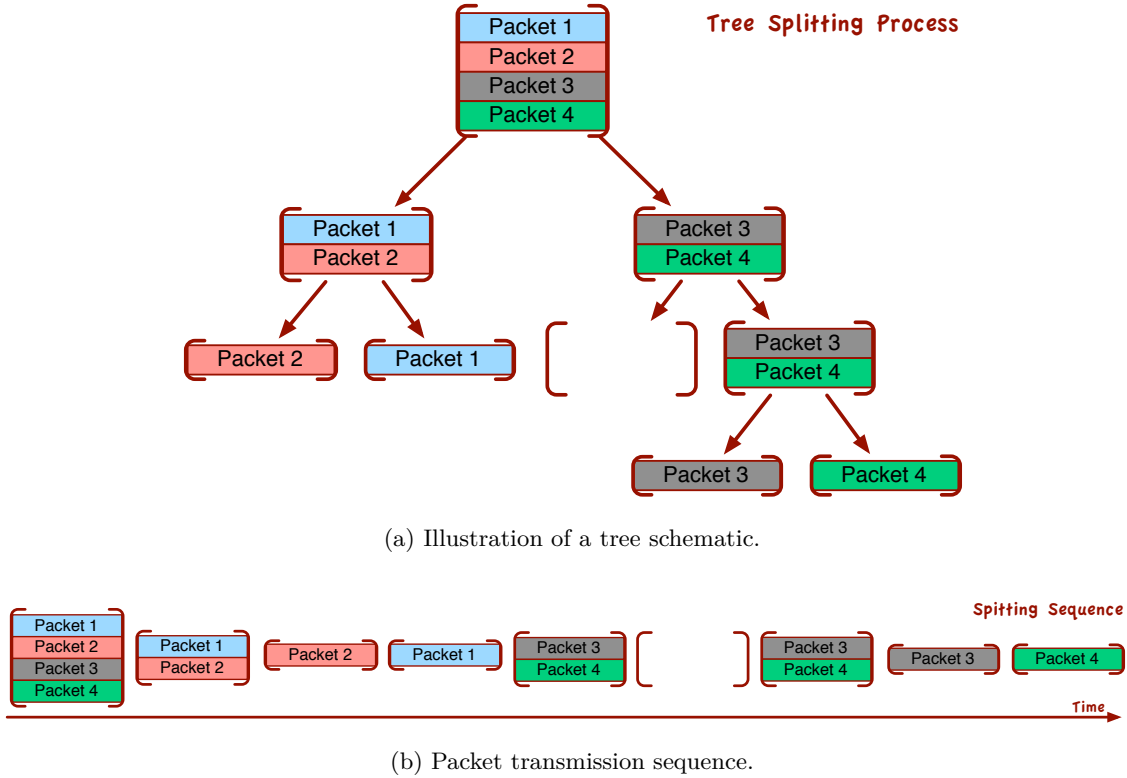 Tree Splitting Process
Packet 1
Packet 2
Packet 3
Packet 4
Packet 1
Packet 2
Packet 3
Packet 4
Packet 2
Packet 1
Packet 3
Packet 4
Packet 3
Packet 4
(a) Illustration of a tree schematic.
Spitting Sequence
Packet 1
Packet 2
Packet 3
Packet 4
Packet 1
Packet 2
Packet 2
Packet 1
Packet 3
Packet 4
Packet 3
Packet 4
Packet 3
Packet 4
Time
(b) Packet transmission sequence.